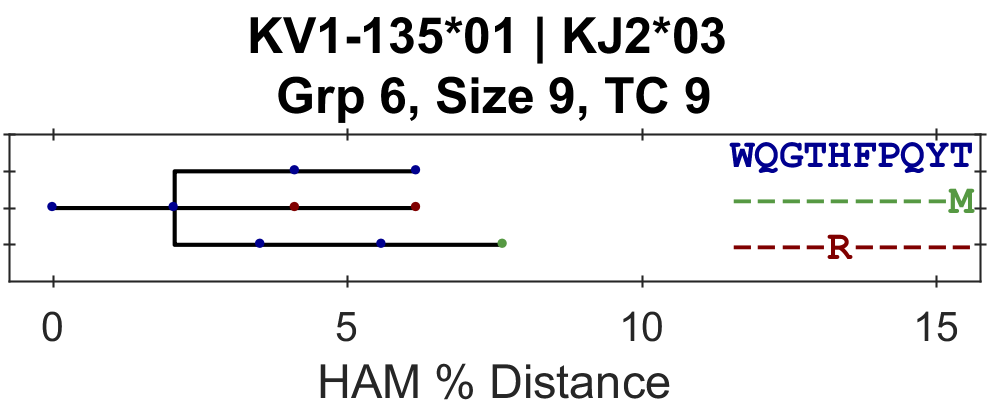 KV1-135*01 | KJ2*03
Grp 6, Size 9, TC 9
WQGTHFPQYT
---------M
----R-----
0 5 10 15
HAM % Distance